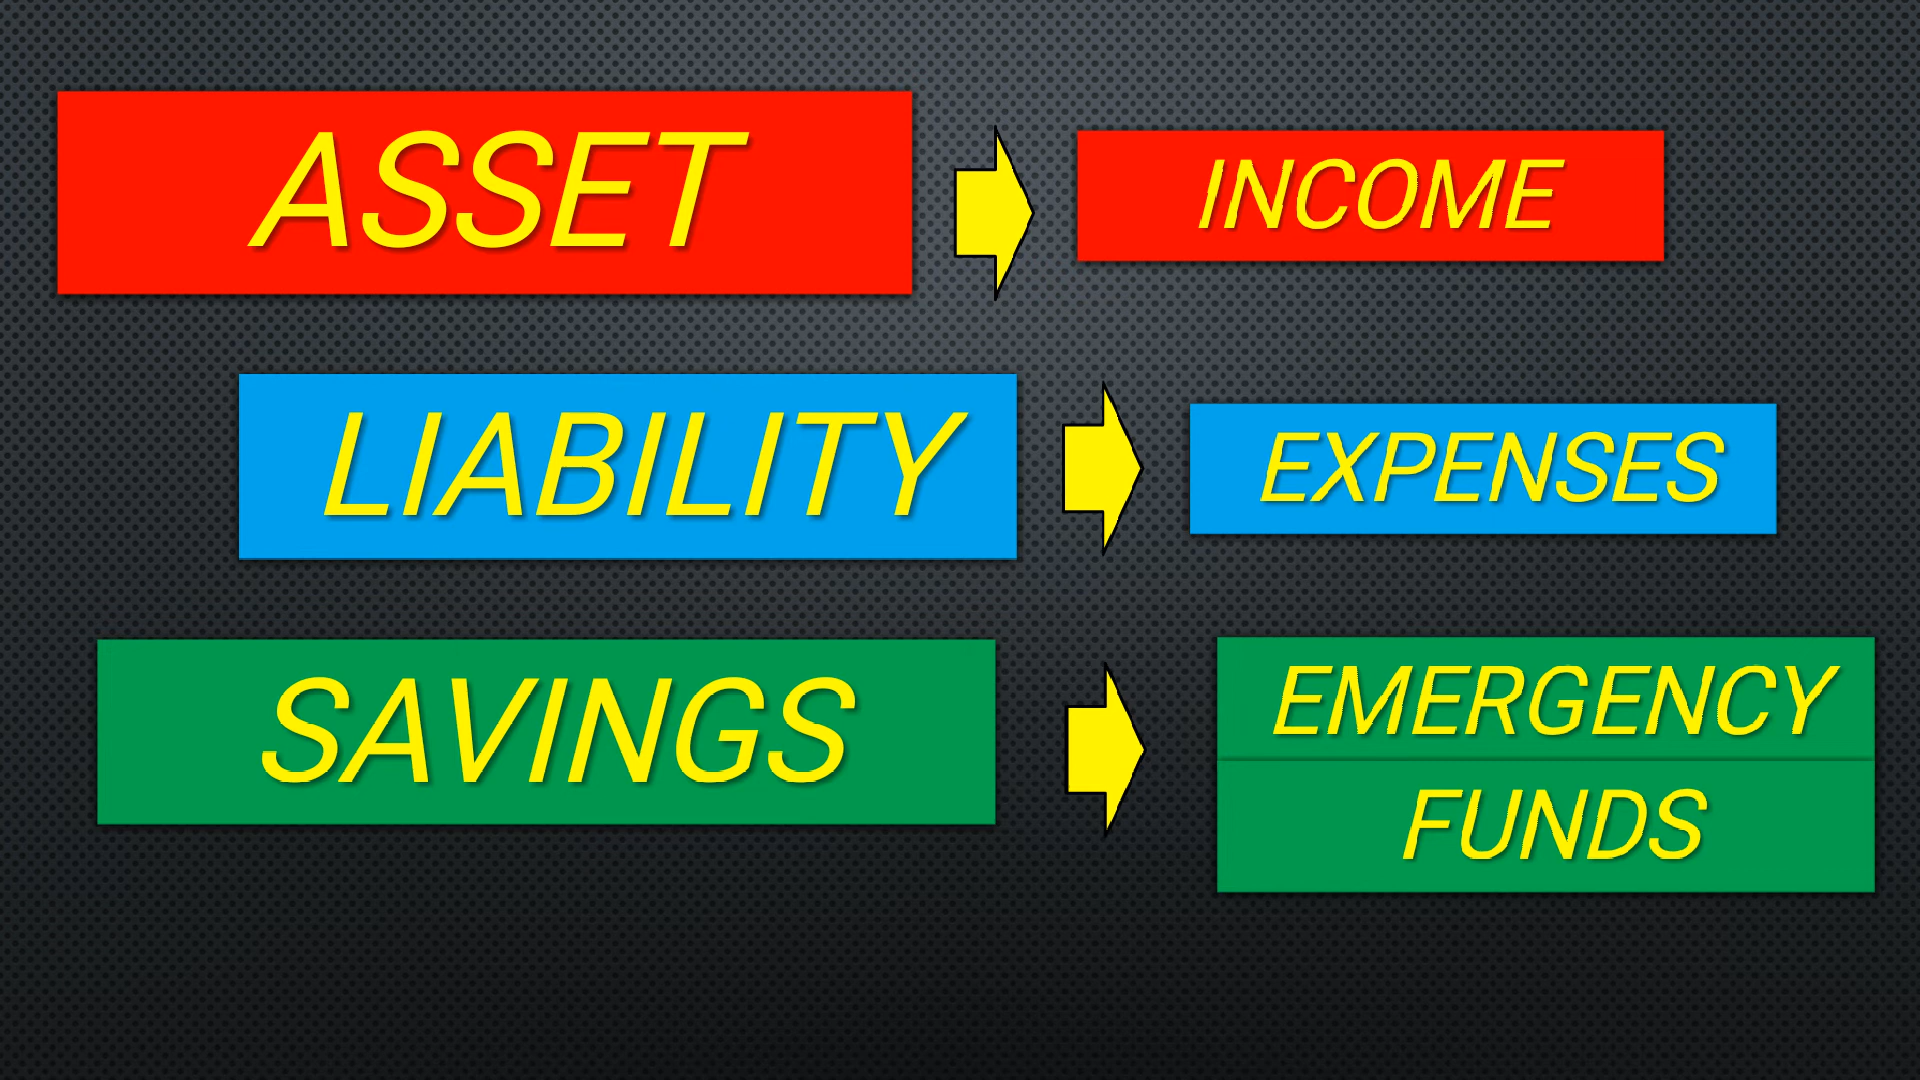 ASSET
INCOME
LIABILITY
EXPENSES
SAVINGS
EMERGENCY
FUNDS